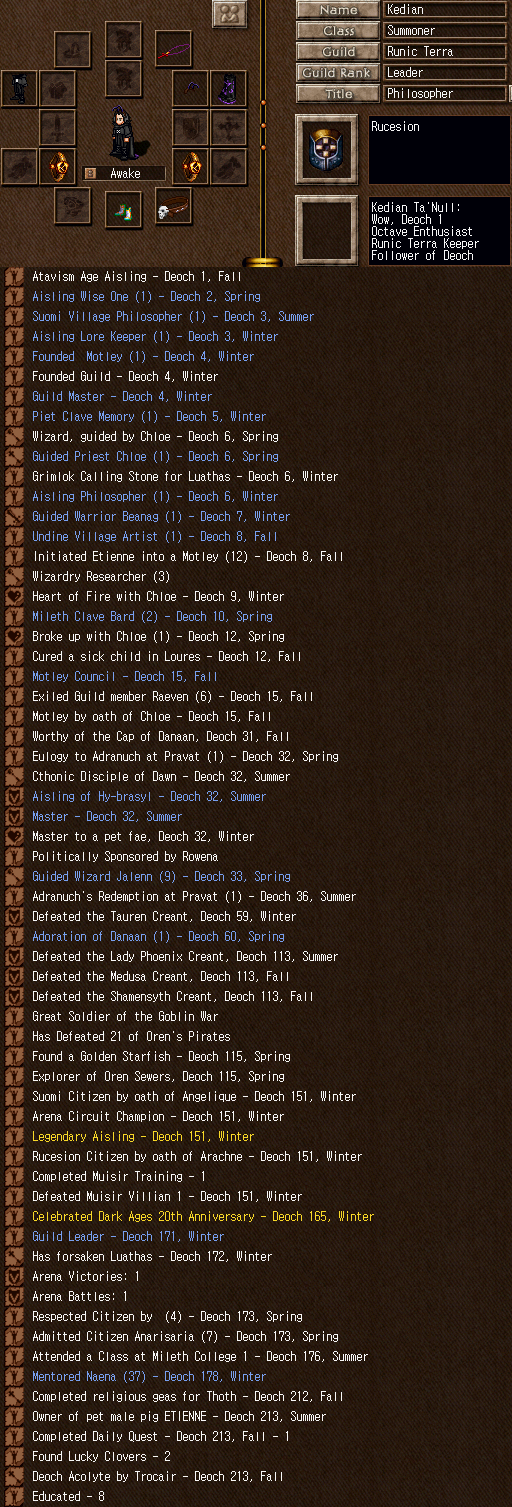 Name Kedian
Class Summoner
Guild Runic Terra
Guild Rank Leader
Title Philosopher
Rucesion
Awake
Kedian Ta'Null:
Wow, Deoch 1
Octave Enthusiast
Runic Terra Keeper
Follower of Deoch
Atavism Age Aisling - Deoch 1, Fall
Aisling Wise One (1) - Deoch 2, Spring
Suomi Village Philosopher (1) - Deoch 3, Summer
Aisling Lore Keeper (1) - Deoch 3, Winter
Founded  Motley (1) - Deoch 4, Winter
Founded Guild - Deoch 4, Winter
Guild Master - Deoch 4, Winter
Piet Clave Memory (1) - Deoch 5, Winter
Wizard, guided by Chloe - Deoch 6, Spring
Guided Priest Chloe (1) - Deoch 6, Spring
Grimlok Calling Stone for Luathas - Deoch 6, Winter
Aisling Philosopher (1) - Deoch 6, Winter
Guided Warrior Beanag (1) - Deoch 7, Winter
Undine Village Artist (1) - Deoch 8, Fall
Initiated Etienne into a Motley (12) - Deoch 8, Fall
Wizardry Researcher (3)
Heart of Fire with Chloe - Deoch 9, Winter
Mileth Clave Bard (2) - Deoch 10, Spring
Broke up with Chloe (1) - Deoch 12, Spring
Cured a sick child in Loures - Deoch 12, Fall
Motley Council - Deoch 15, Fall
Exiled Guild member Raeven (6) - Deoch 15, Fall
Motley by oath of Chloe - Deoch 15, Fall
Worthy of the Cap of Danaan, Deoch 31, Fall
Eulogy to Adranuch at Pravat (1) - Deoch 32, Spring
Cthonic Disciple of Dawn - Deoch 32, Summer
Aisling of Hy-brasyl - Deoch 32, Summer
Master - Deoch 32, Summer
Master to a pet fae, Deoch 32, Winter
Politically Sponsored by Rowena
Guided Wizard Jalenn (9) - Deoch 33, Spring
Adranuch's Redemption at Pravat (1) - Deoch 36, Summer
Defeated the Tauren Creant, Deoch 59, Winter
Adoration of Danaan (1) - Deoch 60, Spring
Defeated the Lady Phoenix Creant, Deoch 113, Summer
Defeated the Medusa Creant, Deoch 113, Fall
Defeated the Shamensyth Creant, Deoch 113, Fall
Great Soldier of the Goblin War
Has Defeated 21 of Oren's Pirates
Found a Golden Starfish - Deoch 115, Spring
Explorer of Oren Sewers, Deoch 115, Spring
Suomi Citizen by oath of Angelique - Deoch 151, Winter
Arena Circuit Champion - Deoch 151, Winter
Legendary Aisling - Deoch 151, Winter
Rucesion Citizen by oath of Arachne - Deoch 151, Winter
Completed Muisir Training - 1
Defeated Muisir Villian 1 - Deoch 151, Winter
Celebrated Dark Ages 20th Anniversary - Deoch 165, Winter
Guild Leader - Deoch 171, Winter
Has forsaken Luathas - Deoch 172, Winter
Arena Victories: 1
Arena Battles: 1
Respected Citizen by  (4) - Deoch 173, Spring
Admitted Citizen Anarisaria (7) - Deoch 173, Spring
Attended a Class at Mileth College 1 - Deoch 176, Summer
Mentored Naena (37) - Deoch 178, Winter
Completed religious geas for Thoth - Deoch 212, Fall
Owner of pet male pig ETIENNE - Deoch 213, Summer
Completed Daily Quest - Deoch 213, Fall - 1
Found Lucky Clovers - 2
Deoch Acolyte by Trocair - Deoch 213, Fall
Educated - 8